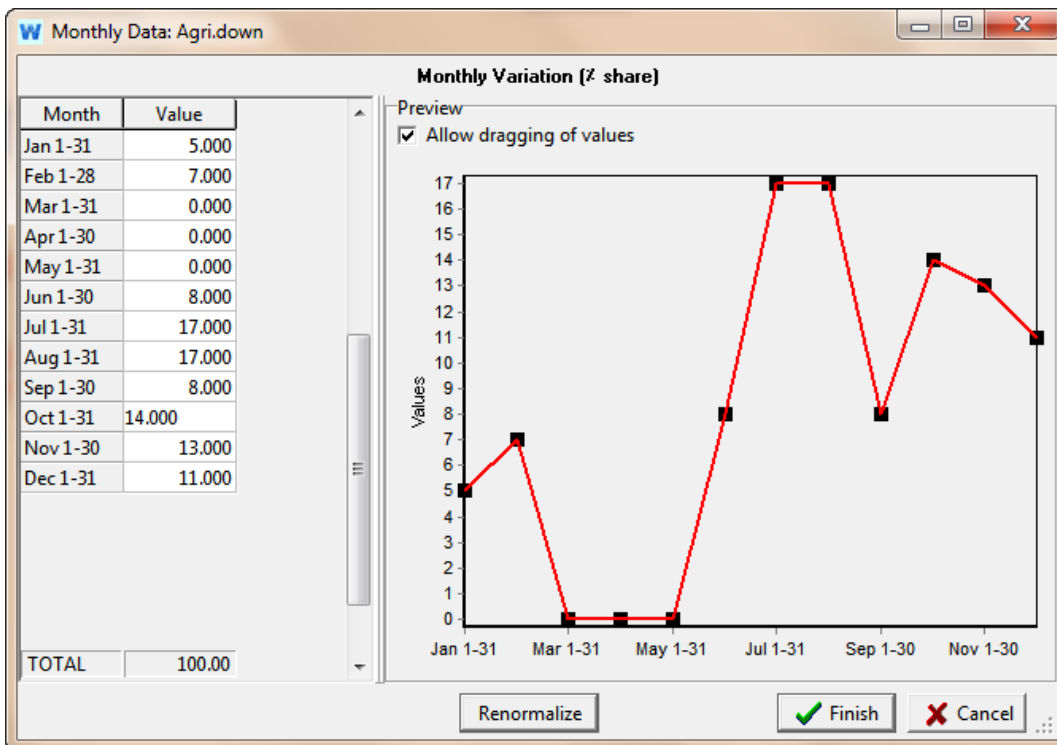 W Monthly Data: Agri.down
Monthly Variation (% share)
Month Value
Jan 1-31 5.000
Feb 1-28 7.000
Mar 1-31 0.000
Apr 1-30 0.000
May 1-31 0.000
Jun 1-30 8.000
Jul 1-31 17.000
Aug 1-31 17.000
Sep 1-30 8.000
Oct 1-31 14.000
Nov 1-30 13.000
Dec 1-31 11.000
TOTAL 100.00
Preview
Allow dragging of values
17
16
15
14
13
12
11
10
9
8
7
6
5
4
3
2
1
0
Values
Jan 1-31 Mar 1-31 May 1-31 Jul 1-31 Sep 1-30 Nov 1-30
Renormalize Finish Cancel